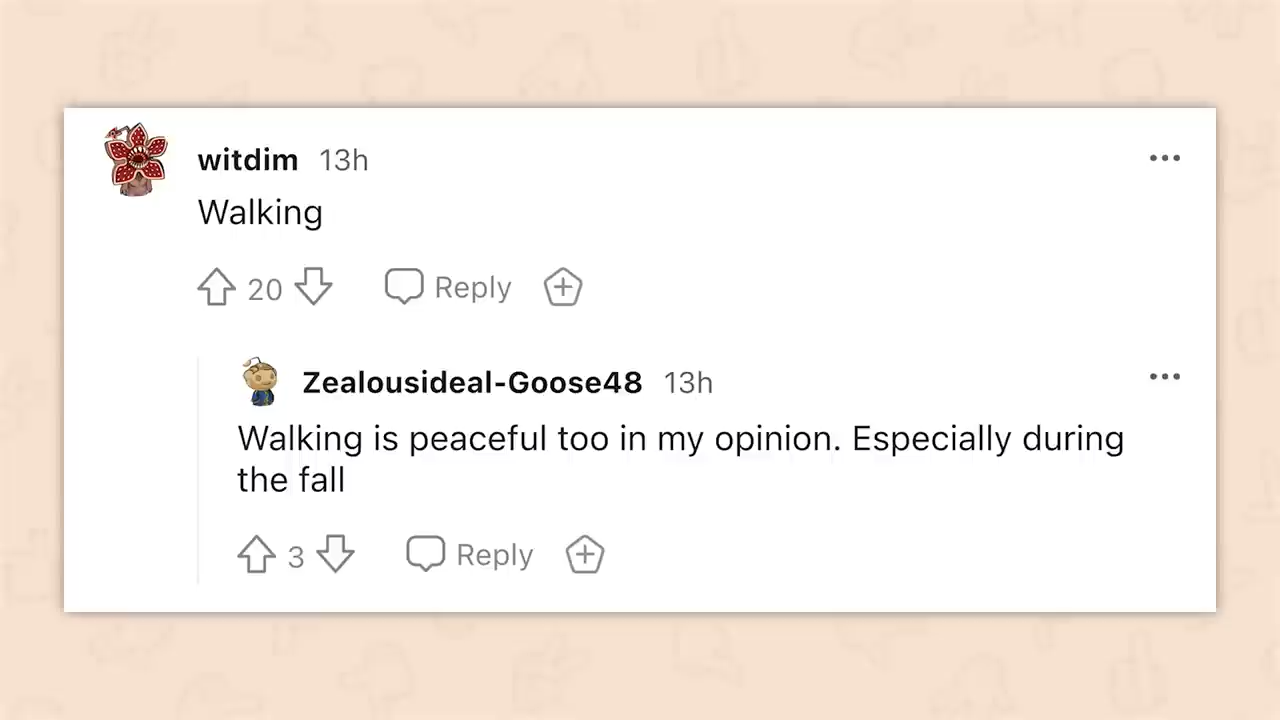 witdim 13h
Walking
20 Reply
Zealousideal-Goose48 13h
Walking is peaceful too in my opinion. Especially during
the fall
3 Reply